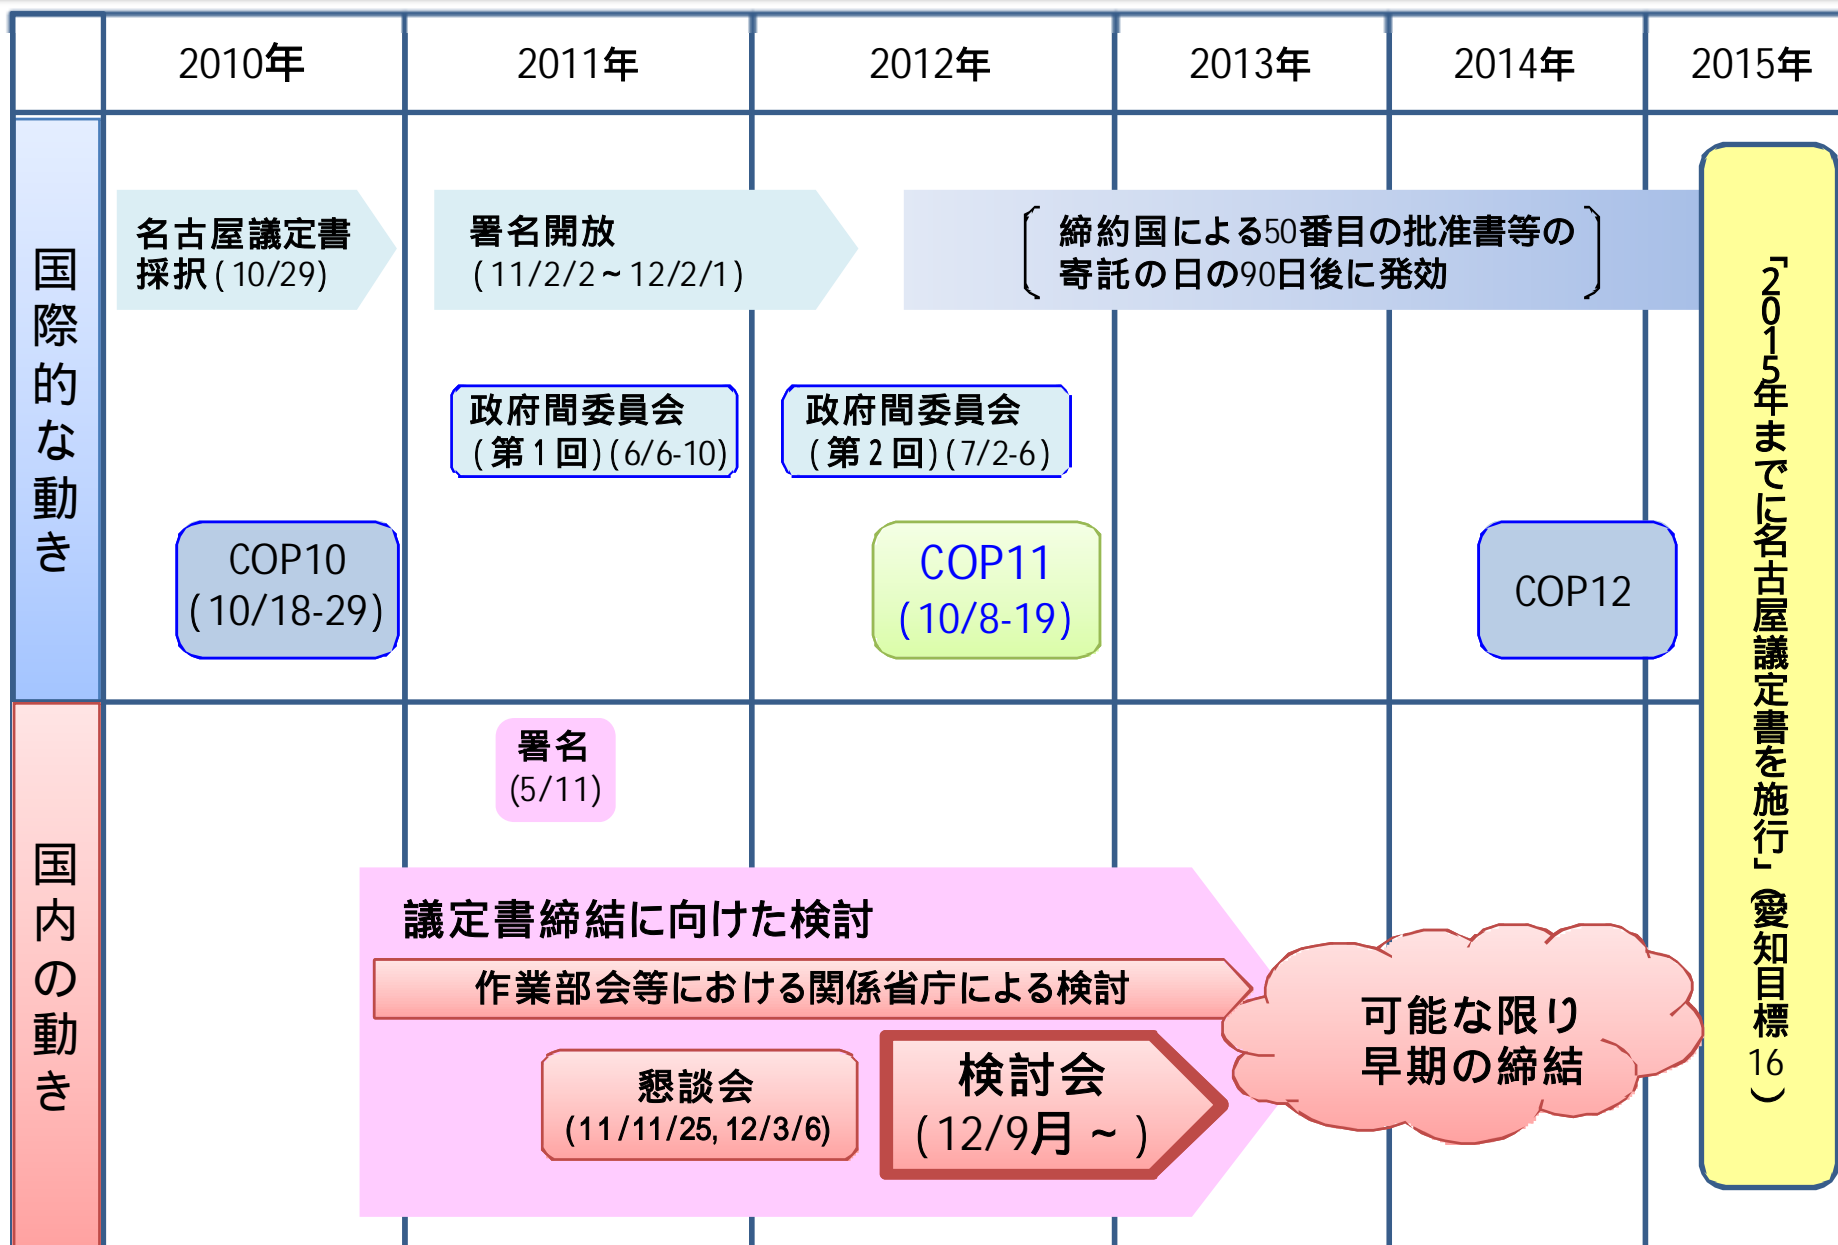 2010年 2011年 2012年 2013年 2014年 2015年
国際的な動き
名古屋議定書
採択(10/29)
署名開放
(11/2/2~12/2/1)
締約国による50番目の批准書等の
寄託の日の90日後に発効
政府間委員会
(第1回)(6/6-10)
政府間委員会
(第2回)(7/2-6)
COP10
(10/18-29)
COP11
(10/8-19)
COP12
「2015年までに名古屋議定書を施行」(愛知目標16)
国内の動き
署名
(5/11)
議定書締結に向けた検討
作業部会等における関係省庁による検討
懇談会
(11/11/25, 12/3/6)
検討会
(12/9月~ )
可能な限り
早期の締結